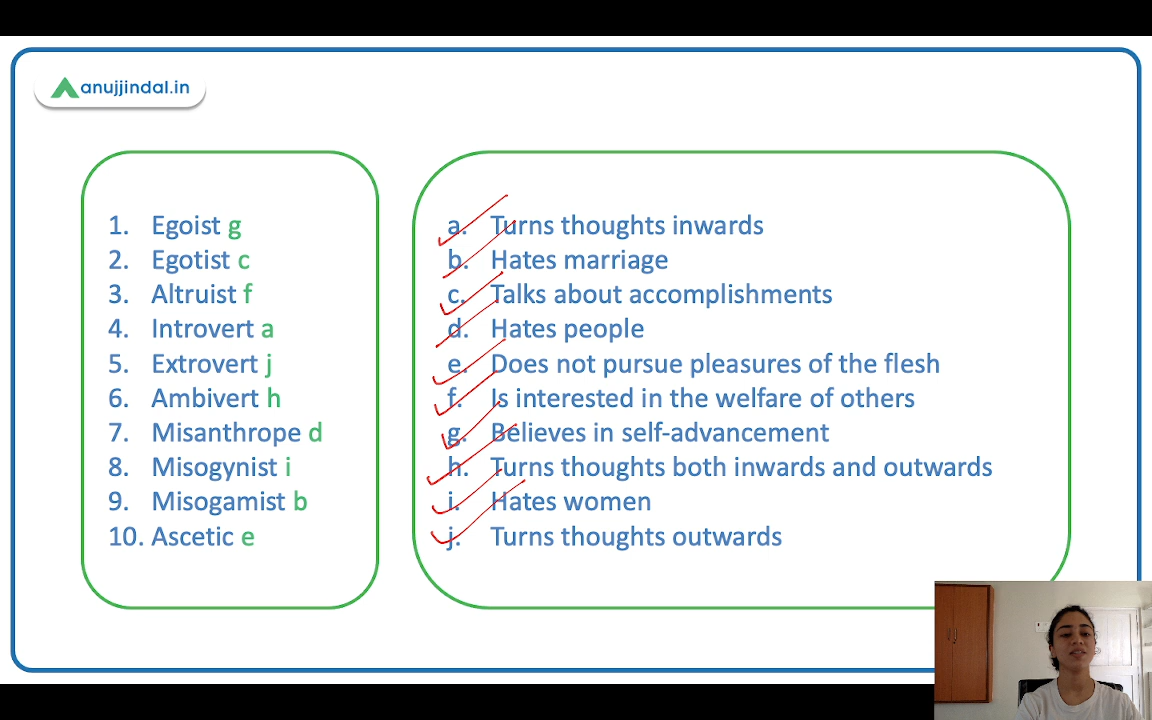 anujjindal.in
1. Egoist g
2. Egotist c
3. Altruist f
4. Introvert a
5. Extrovert j
6. Ambivert h
7. Misanthrope d
8. Misogynist i
9. Misogamist b
10. Ascetic e
a. Turns thoughts inwards
b. Hates marriage
c. Talks about accomplishments
d. Hates people
e. Does not pursue pleasures of the flesh
f. Is interested in the welfare of others
g. Believes in self-advancement
h. Turns thoughts both inwards and outwards
i. Hates women
j. Turns thoughts outwards